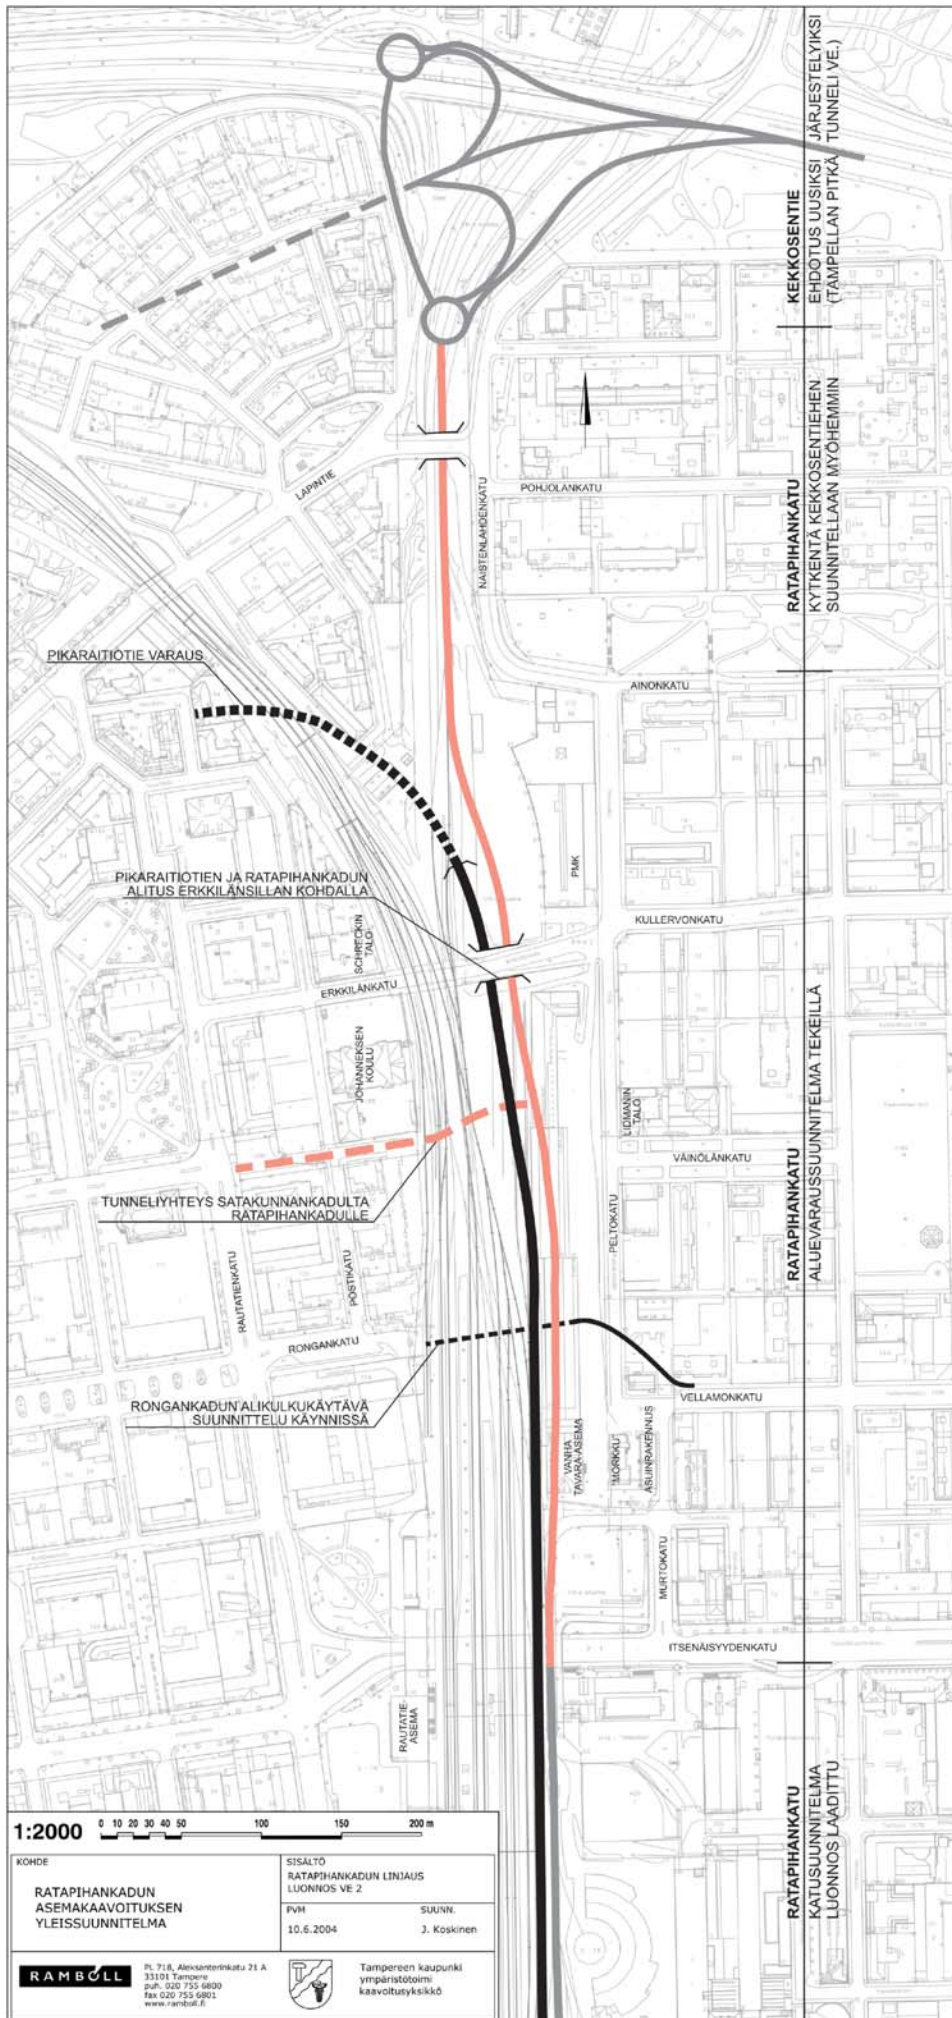 KEKKOSENTIE
EHDOTUS UUSIKSI JÄRJESTELYIKSI
(TAMPELLAN PITKÄ TUNNELI VE.)
RATAPIHANKATU
KYTKENTÄ KEKKOSENTIEHEN
SUUNNITELLAAN MYÖHEMMIN
LAPINTIE
NAISTENLAHDENKATU
POHJOLANKATU
PIKARAITIOTIE VARAUS
AINONKATU
PIKARAITIOTIEN JA RATAPIHANKADUN
ALITUS ERKKILÄNSILLAN KOHDALLA
PMK
KULLERVONKATU
SCHRECKIN
TALO
ERKKILÄNKATU
JOHANNEKSEN
KOULU
LIDMANIN
TALO
VÄINÖLÄNKATU
RATAPIHANKATU
ALUEVARAUSSUUNNITELMA TEKEILLÄ
TUNNELIYHTEYS SATAKUNNANKADULTA
RATAPIHANKADULLE
PELTOKATU
RAUTATIENKATU
POSTIKATU
RONGANKATU
RONGANKADUN ALIKULKUKÄYTÄVÄ
SUUNNITTELU KÄYNNISSÄ
VELLAMONKATU
VANHA
TAVARA-ASEMA
MORKKU
ASUINRAKENNUS
MURTOKATU
ITSENÄISYYDENKATU
RAUTATIE-
ASEMA
RATAPIHANKATU
KATUSUUNNITELMA
LUONNOS LAADITTU
1:2000 0 10 20 30 40 50 100 150 200 m
KOHDE
RATAPIHANKADUN
ASEMAKAAVOITUKSEN
YLEISSUUNNITELMA
SISÄLTÖ
RATAPIHANKADUN LINJAUS
LUONNOS VE 2
PVM SUUNN.
10.6.2004 J. Koskinen
RAMBOLL
PL 718, Aleksanterinkatu 21 A
33101 Tampere
puh. 020 755 6800
fax 020 755 6801
www.ramboll.fi
Tampereen kaupunki
ympäristötoimi
kaavoitusyksikkö